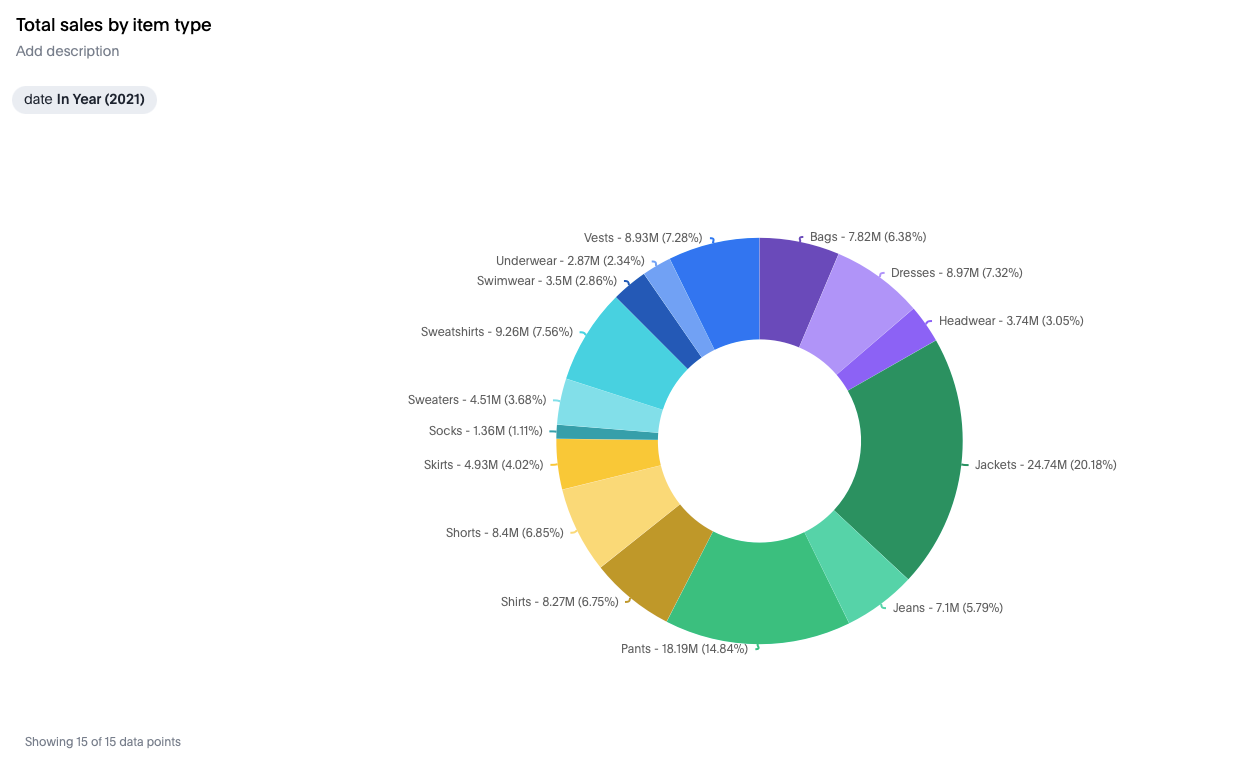 Total sales by item type
Add description
date In Year (2021)
Vests - 8.93M (7.28%)
Bags - 7.82M (6.38%)
Underwear - 2.87M (2.34%)
Dresses - 8.97M (7.32%)
Swimwear - 3.5M (2.86%)
Headwear - 3.74M (3.05%)
Sweatshirts - 9.26M (7.56%)
Sweaters - 4.51M (3.68%)
Socks - 1.36M (1.11%)
Skirts - 4.93M (4.02%)
Jackets - 24.74M (20.18%)
Shorts - 8.4M (6.85%)
Shirts - 8.27M (6.75%)
Jeans - 7.1M (5.79%)
Pants - 18.19M (14.84%)
Showing 15 of 15 data points